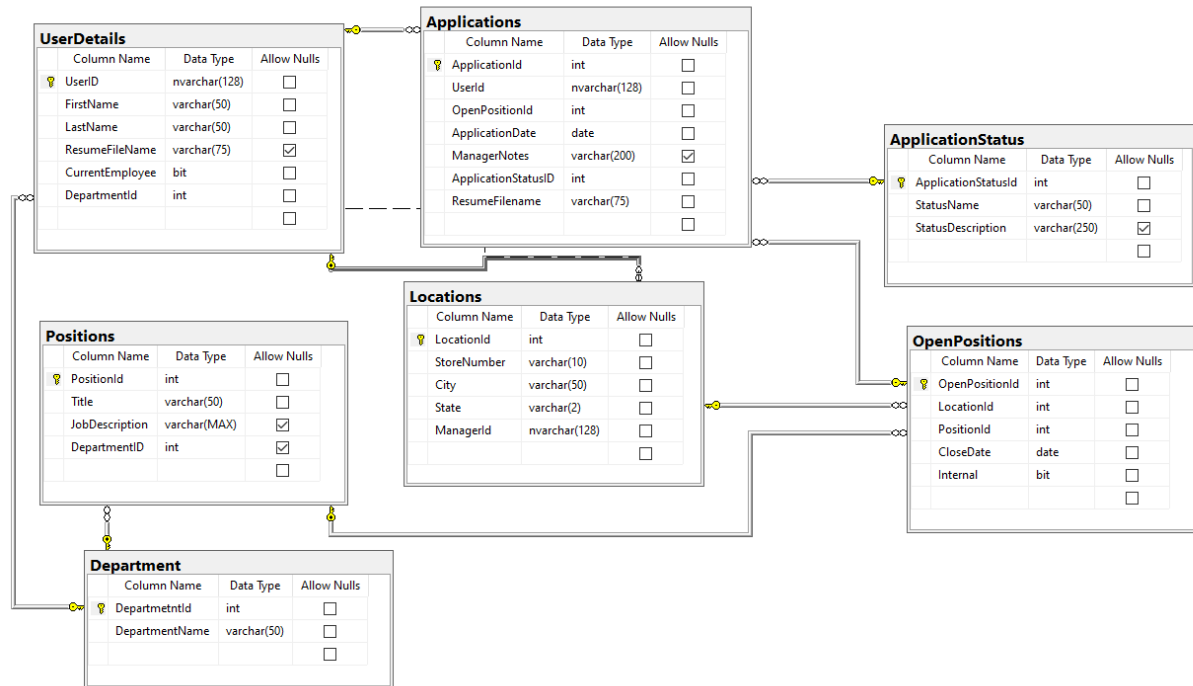 UserDetails
Column Name Data Type Allow Nulls
UserID nvarchar(128)
FirstName varchar(50)
LastName varchar(50)
ResumeFileName varchar(75)
CurrentEmployee bit
DepartmentId int
Applications
Column Name Data Type Allow Nulls
ApplicationId int
UserId nvarchar(128)
OpenPositionId int
ApplicationDate date
ManagerNotes varchar(200)
ApplicationStatusID int
ResumeFilename varchar(75)
ApplicationStatus
Column Name Data Type Allow Nulls
ApplicationStatusId int
StatusName varchar(50)
StatusDescription varchar(250)
Positions
Column Name Data Type Allow Nulls
PositionId int
Title varchar(50)
JobDescription varchar(MAX)
DepartmentID int
Locations
Column Name Data Type Allow Nulls
LocationId int
StoreNumber varchar(10)
City varchar(50)
State varchar(2)
ManagerId nvarchar(128)
OpenPositions
Column Name Data Type Allow Nulls
OpenPositionId int
LocationId int
PositionId int
CloseDate date
Internal bit
Department
Column Name Data Type Allow Nulls
DepartmetntId int
DepartmentName varchar(50)